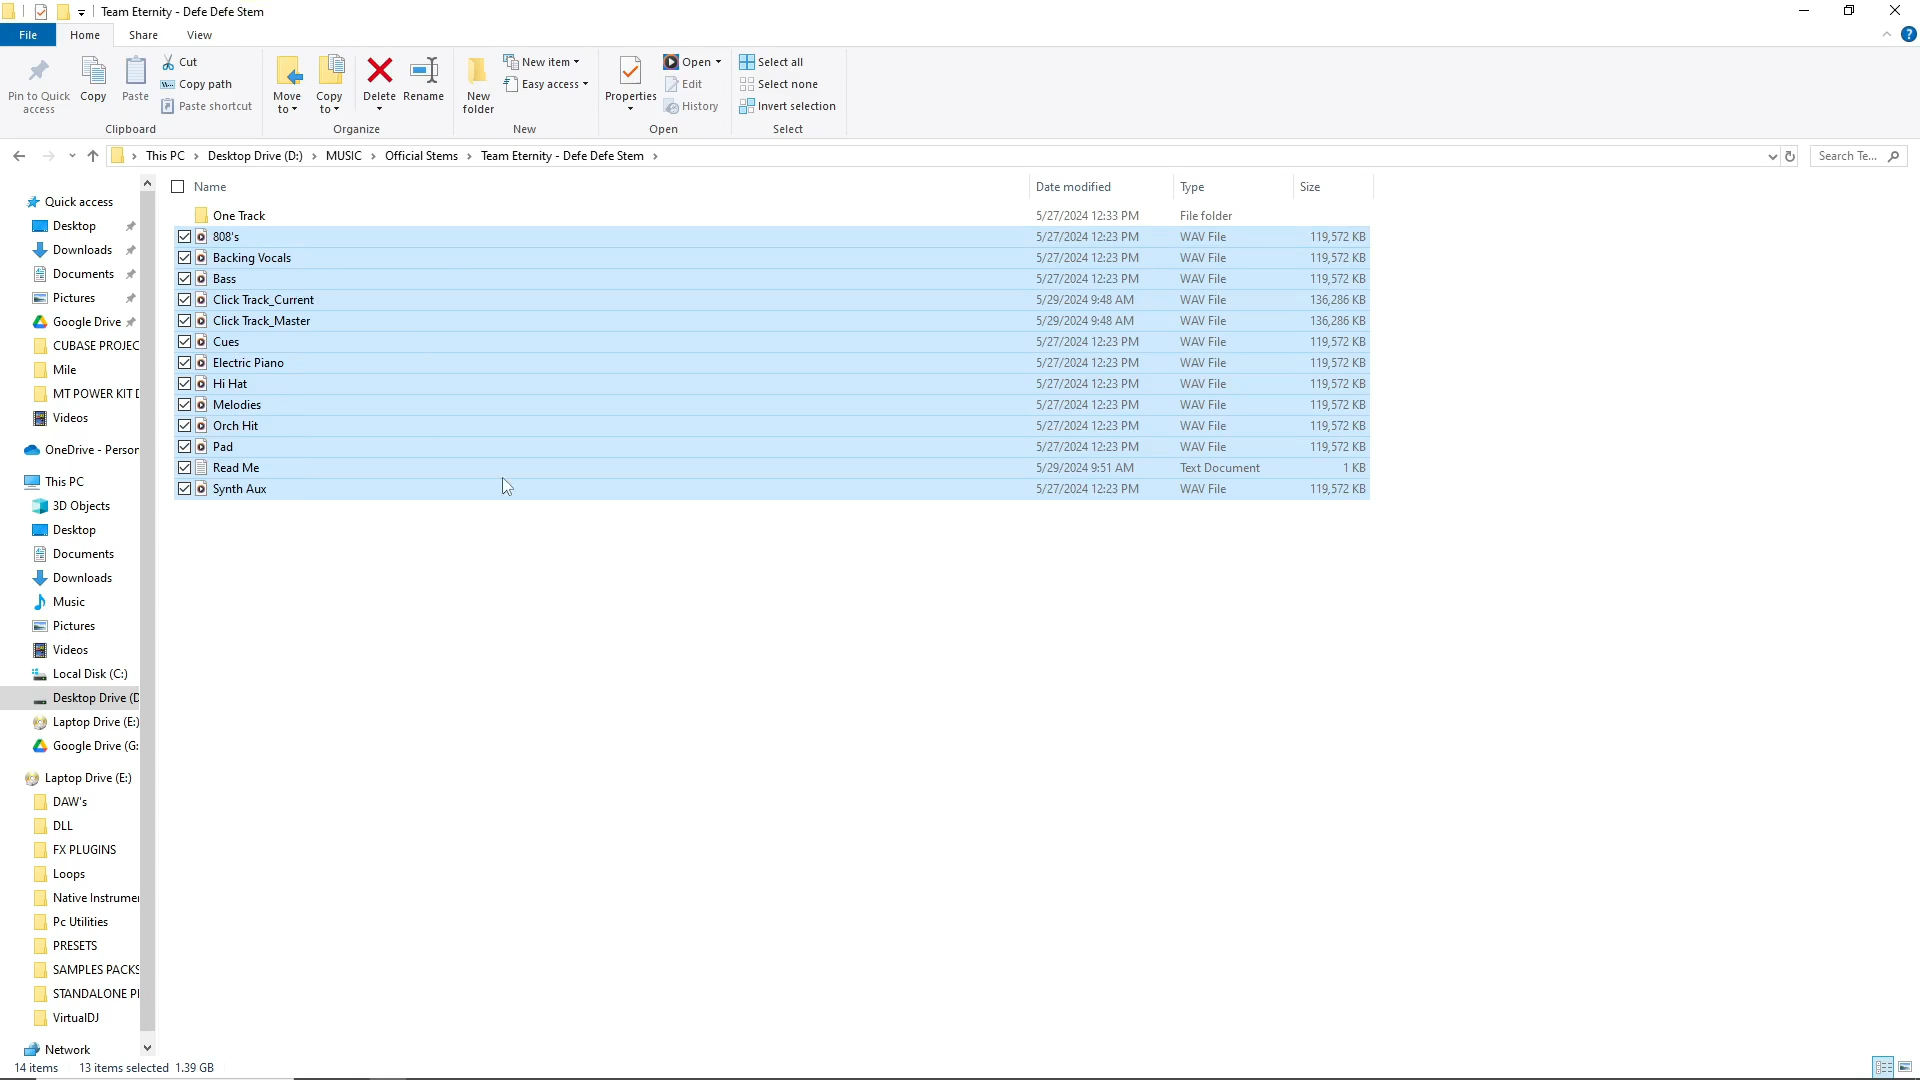 Team Eternity - Defe Defe Stem
File Home Share View
Pin to Quick access
Copy
Paste
Cut
Copy path
Paste shortcut
Clipboard
Move to
Copy to
Delete
Rename
Organize
New folder
New item
Easy access
New
Properties
Open
Edit
History
Open
Select all
Select none
Invert selection
Select
This PC > Desktop Drive (D:) > MUSIC > Official Stems > Team Eternity - Defe Defe Stem >
Search Te...
Quick access
Desktop
Downloads
Documents
Pictures
Google Drive
CUBASE PROJEC
Mile
MT POWER KIT D
Videos
OneDrive - Person
This PC
3D Objects
Desktop
Documents
Downloads
Music
Pictures
Videos
Local Disk (C:)
Desktop Drive (D
Laptop Drive (E:)
Google Drive (G:
Laptop Drive (E:)
DAW's
DLL
FX PLUGINS
Loops
Native Instrumen
Pc Utilities
PRESETS
SAMPLES PACKS
STANDALONE Pl
VirtualDJ
Network
Name Date modified Type Size
One Track 5/27/2024 12:33 PM File folder
808's 5/27/2024 12:23 PM WAV File 119,572 KB
Backing Vocals 5/27/2024 12:23 PM WAV File 119,572 KB
Bass 5/27/2024 12:23 PM WAV File 119,572 KB
Click Track_Current 5/29/2024 9:48 AM WAV File 136,286 KB
Click Track_Master 5/29/2024 9:48 AM WAV File 136,286 KB
Cues 5/27/2024 12:23 PM WAV File 119,572 KB
Electric Piano 5/27/2024 12:23 PM WAV File 119,572 KB
Hi Hat 5/27/2024 12:23 PM WAV File 119,572 KB
Melodies 5/27/2024 12:23 PM WAV File 119,572 KB
Orch Hit 5/27/2024 12:23 PM WAV File 119,572 KB
Pad 5/27/2024 12:23 PM WAV File 119,572 KB
Read Me 5/29/2024 9:51 AM Text Document 1 KB
Synth Aux 5/27/2024 12:23 PM WAV File 119,572 KB
14 items 13 items selected 1.39 GB